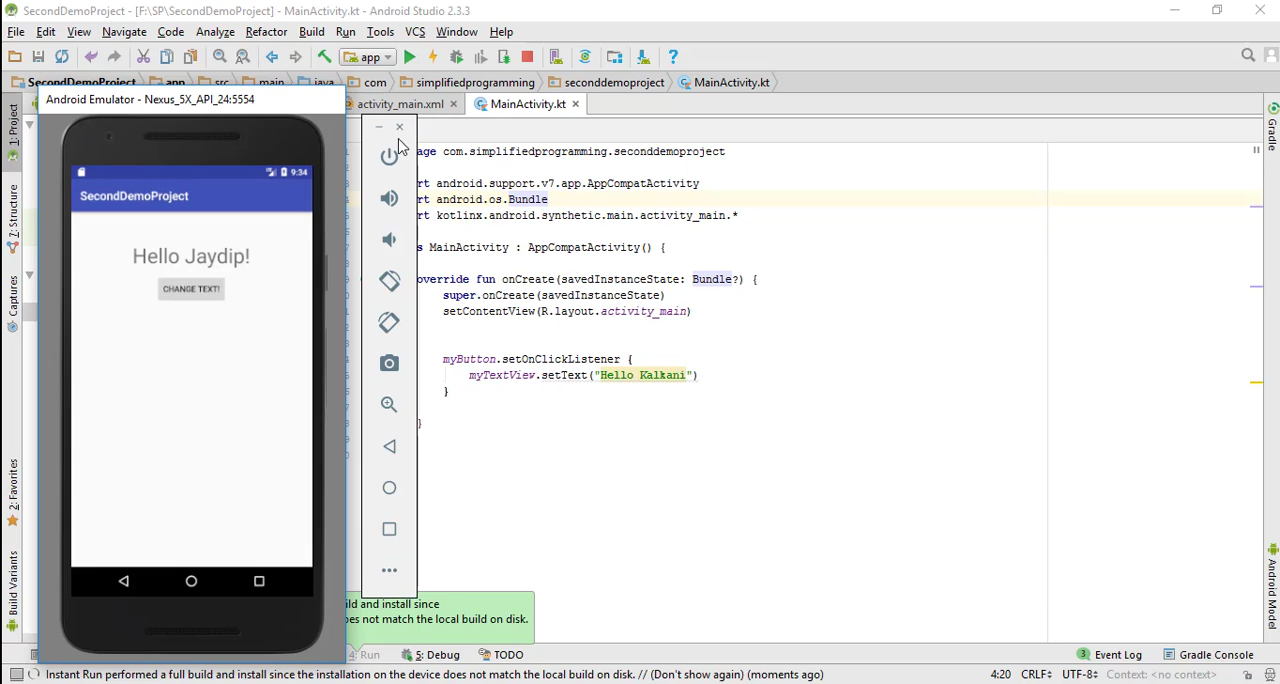 SecondDemoProject - [F:\SP\SecondDemoProject] - MainActivity.kt - Android Studio 2.3.3
File Edit View Navigate Code Analyze Refactor Build Run Tools VCS Window Help
app
SecondDemoProject app src main java com simplifiedprogramming seconddemoproject MainActivity.kt
Android Emulator - Nexus_5X_API_24:5554
activity_main.xml MainActivity.kt
1: Project
7: Structure
Captures
2: Favorites
Build Variants
9:34
SecondDemoProject
Hello Jaydip!
CHANGE TEXT!
age com.simplifiedprogramming.seconddemoproject
rt android.support.v7.app.AppCompatActivity
rt android.os.Bundle
rt kotlinx.android.synthetic.main.activity_main.*
s MainActivity : AppCompatActivity() {
override fun onCreate(savedInstanceState: Bundle?) {
super.onCreate(savedInstanceState)
setContentView(R.layout.activity_main)
myButton.setOnClickListener {
myTextView.setText("Hello Kalkani")
}
}
ild and install since
oes not match the local build on disk.
Gradle
Android Model
4: Run 5: Debug TODO Event Log Gradle Console
Instant Run performed a full build and install since the installation on the device does not match the local build on disk. // (Don't show again) (moments ago) 4:20 CRLF÷ UTF-8÷ Context: <no context>